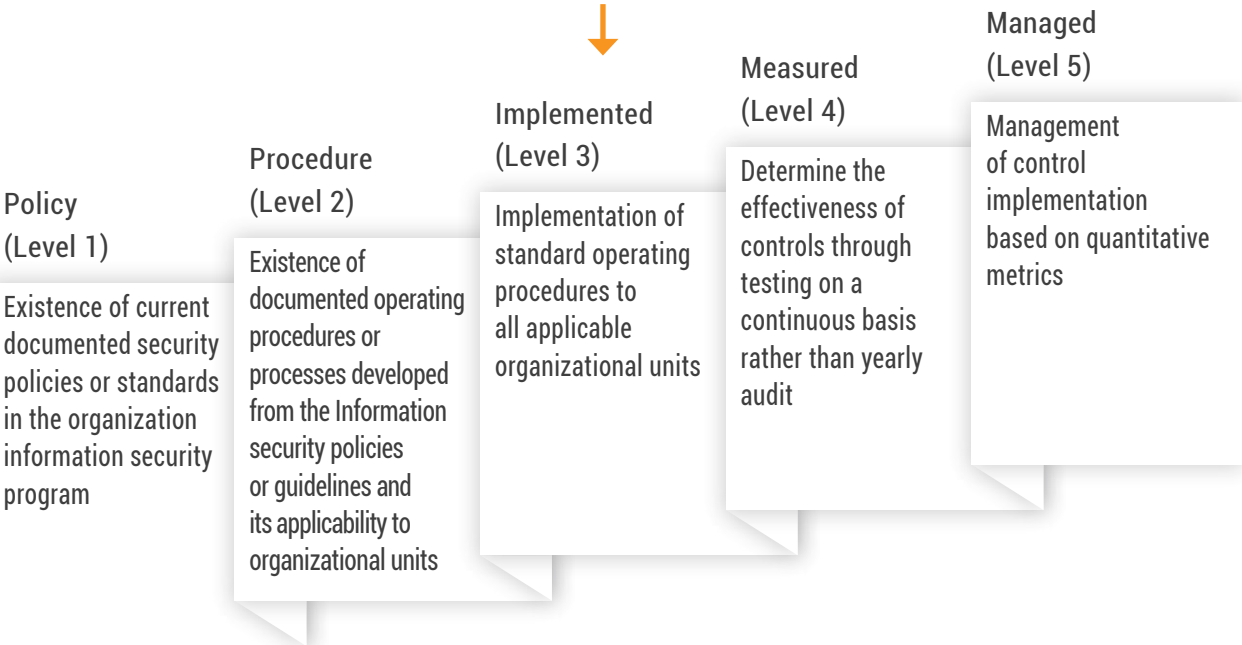 Policy
(Level 1)
Existence of current
documented security
policies or standards
in the organization
information security
program
Procedure
(Level 2)
Existence of
documented operating
procedures or
processes developed
from the Information
security policies
or guidelines and
its applicability to
organizational units
Implemented
(Level 3)
Implementation of
standard operating
procedures to
all applicable
organizational units
Measured
(Level 4)
Determine the
effectiveness of
controls through
testing on a
continuous basis
rather than yearly
audit
Managed
(Level 5)
Management
of control
implementation
based on quantitative
metrics